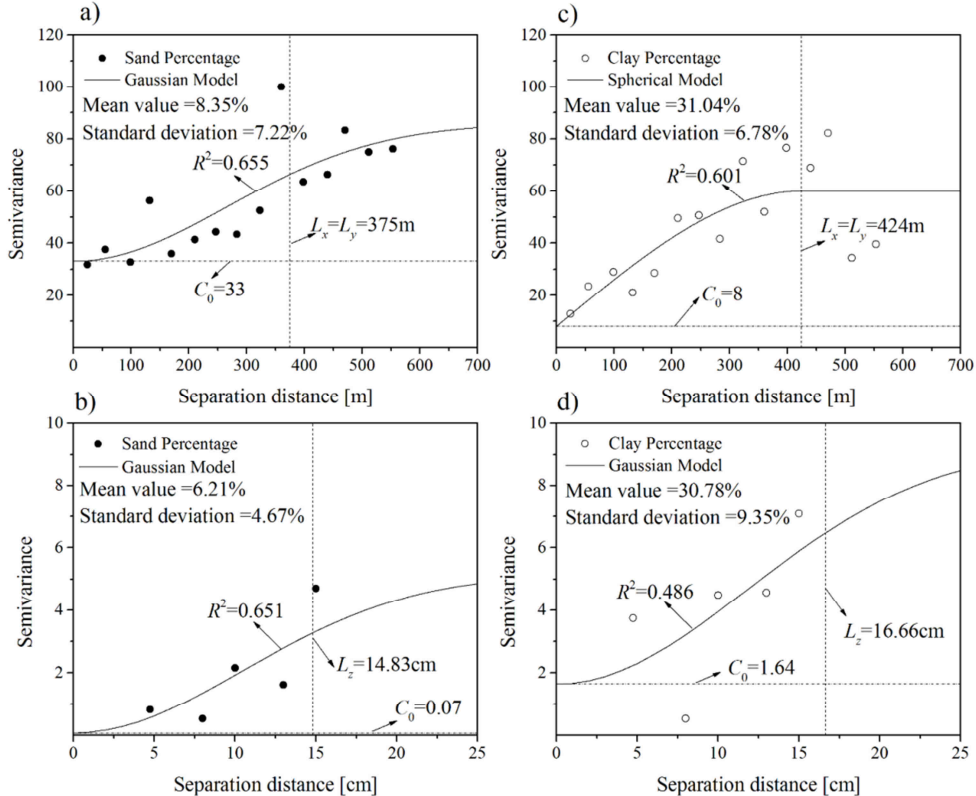 a)
120
100
80
60
40
20
Semivariance
Sand Percentage
Gaussian Model
Mean value =8.35%
Standard deviation =7.22%
R²=0.655
Lx=Ly=375m
C0=33
0 100 200 300 400 500 600 700
Separation distance [m]
c)
120
100
80
60
40
20
Semivariance
Clay Percentage
Spherical Model
Mean value =31.04%
Standard deviation =6.78%
R²=0.601
Lx=Ly=424m
C0=8
0 100 200 300 400 500 600 700
Separation distance [m]
b)
10
8
6
4
2
Semivariance
Sand Percentage
Gaussian Model
Mean value =6.21%
Standard deviation =4.67%
R²=0.651
Lz=14.83cm
C0=0.07
0 5 10 15 20 25
Separation distance [cm]
d)
10
8
6
4
2
Semivariance
Clay Percentage
Gaussian Model
Mean value =30.78%
Standard deviation =9.35%
R²=0.486
Lz=16.66cm
C0=1.64
0 5 10 15 20 25
Separation distance [cm]